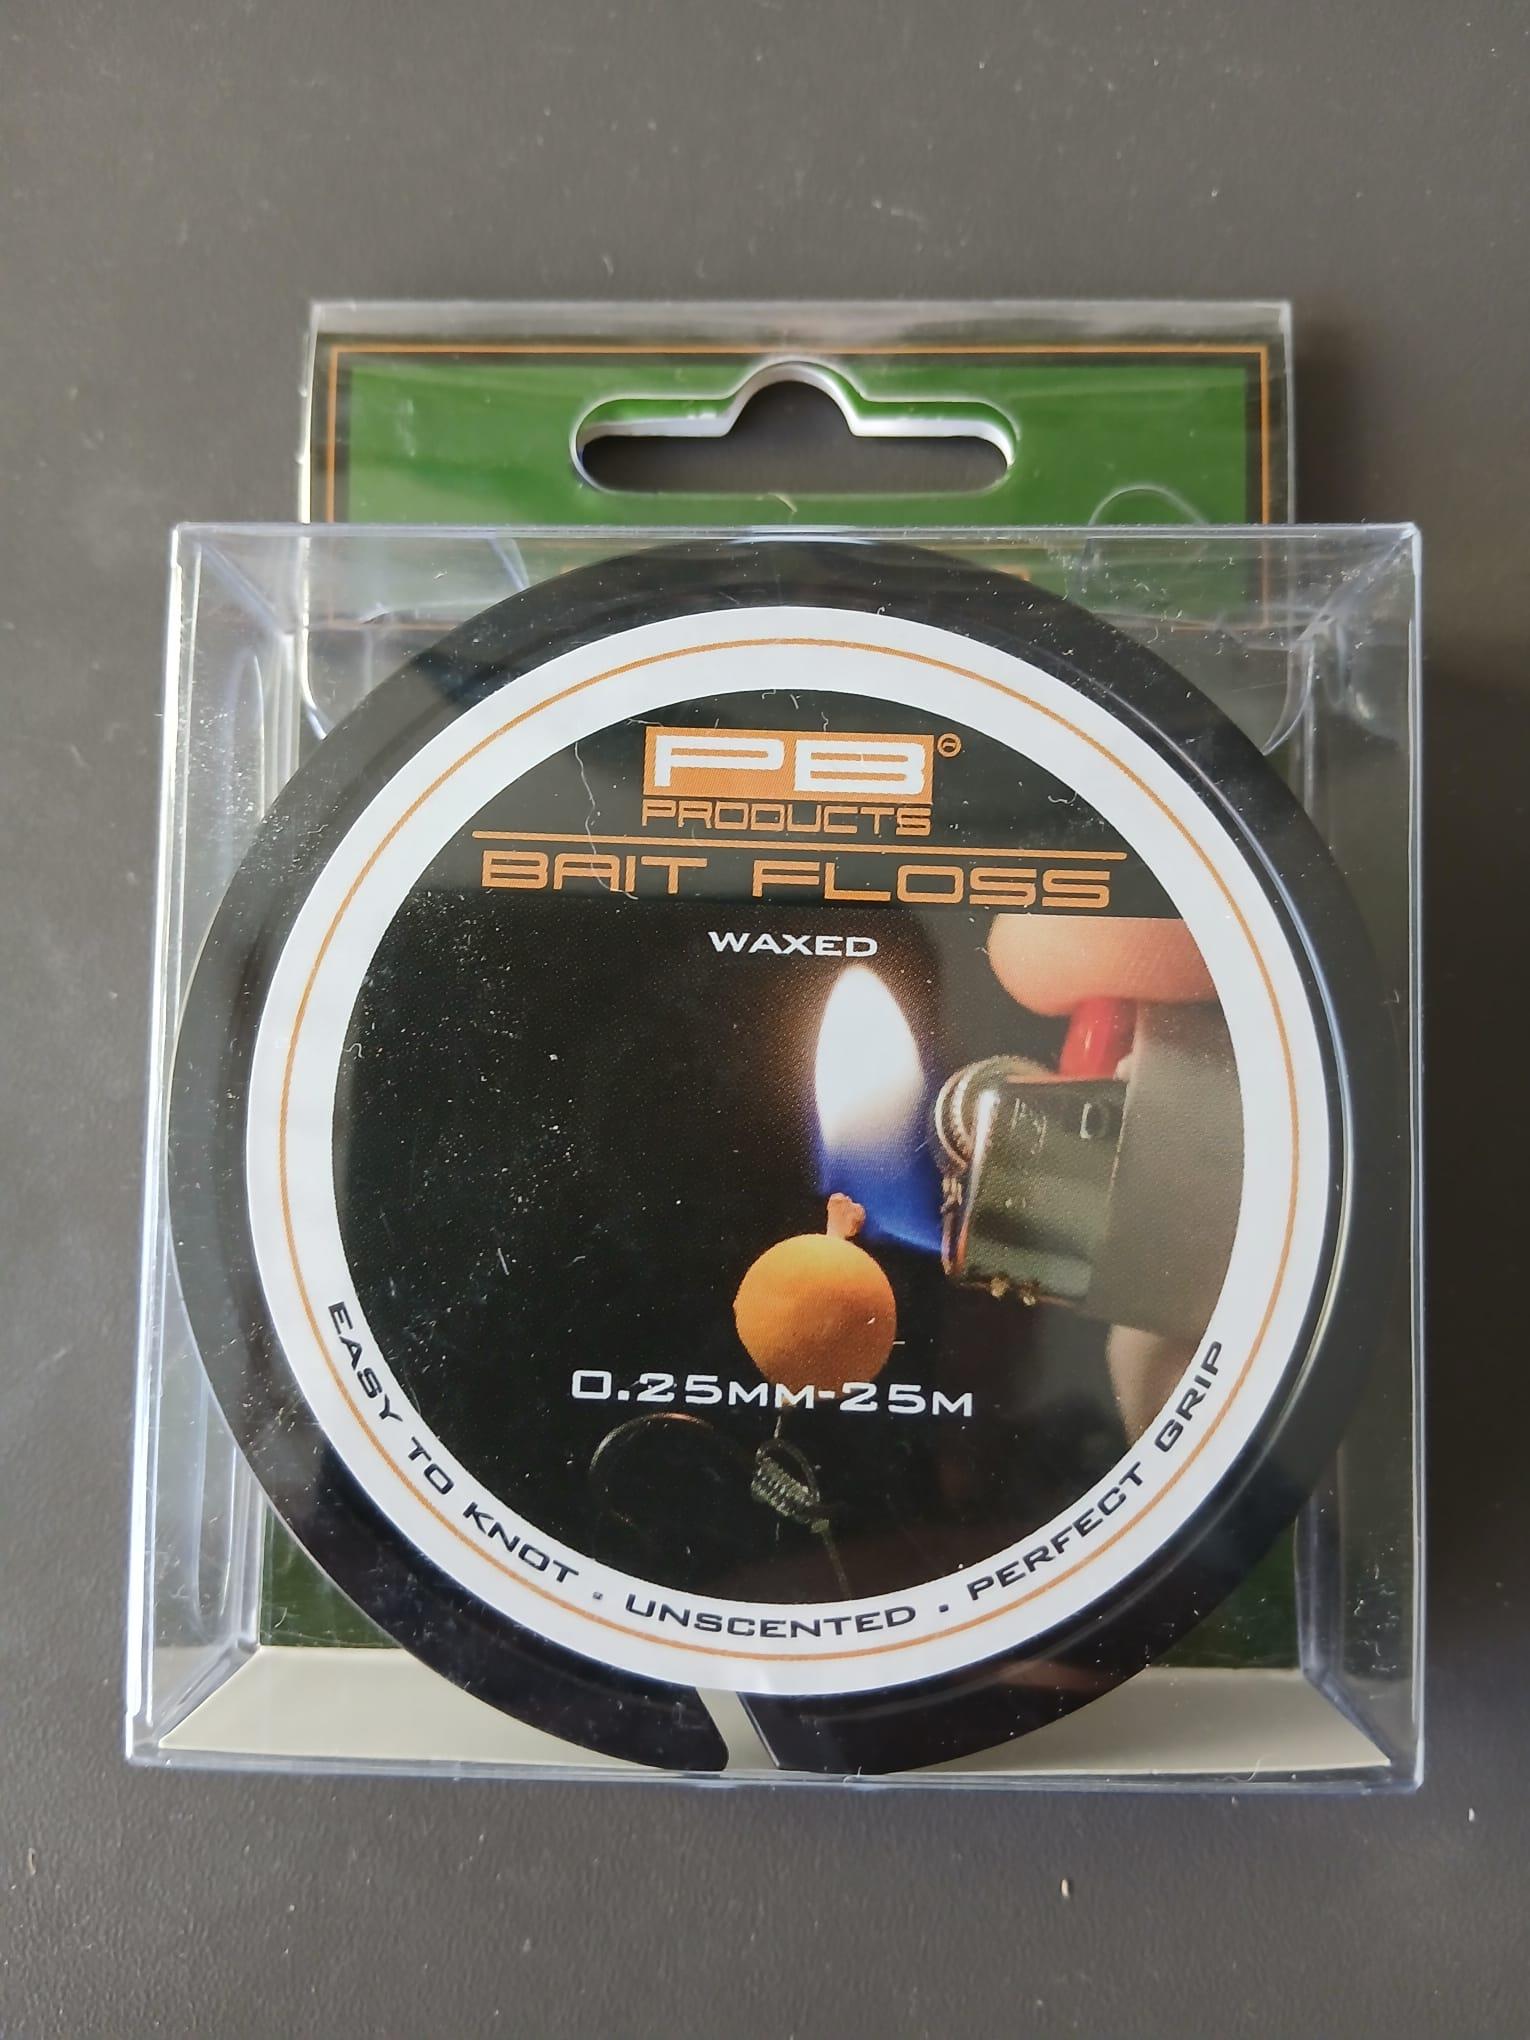 PB
PRODUCTS
BAIT FLOSS
WAXED
0.25MM-25M
EASY TO KNOT . UNSCENTED . PERFECT GRIP